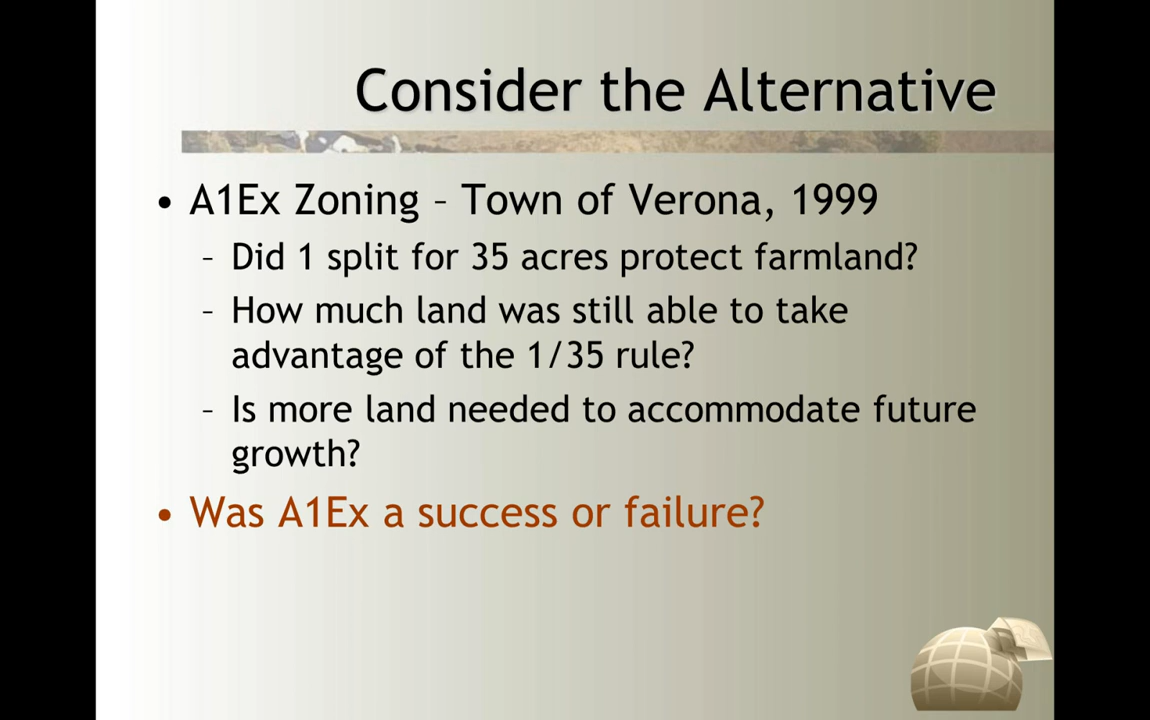 Consider the Alternative
• A1Ex Zoning – Town of Verona, 1999
– Did 1 split for 35 acres protect farmland?
– How much land was still able to take
advantage of the 1/35 rule?
– Is more land needed to accommodate future
growth?
• Was A1Ex a success or failure?